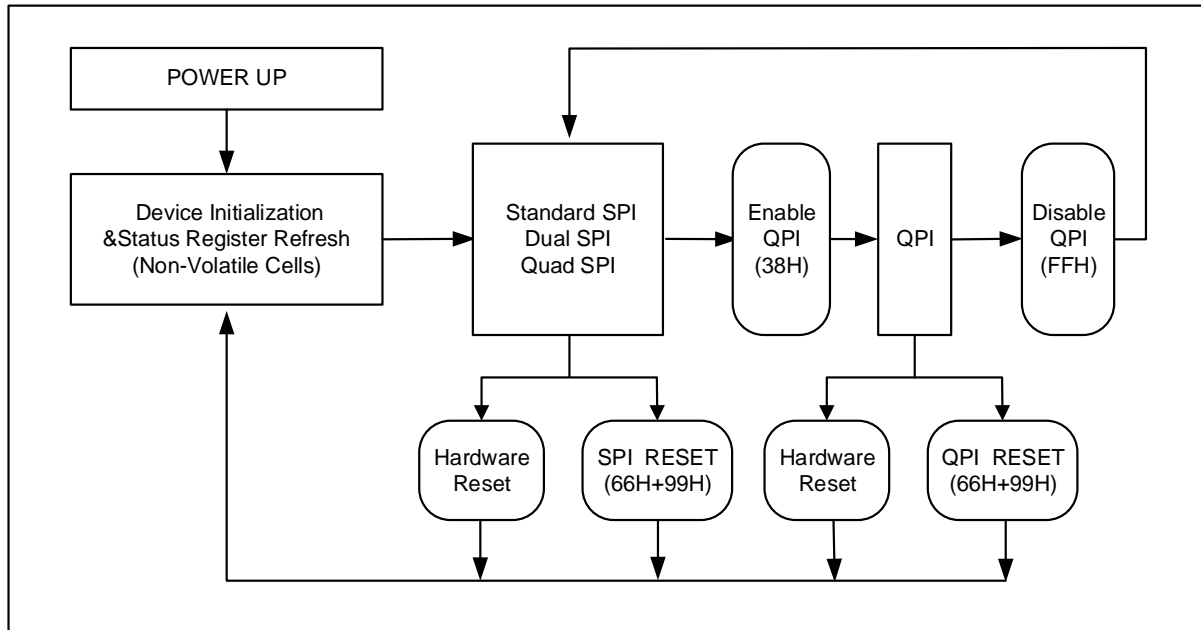 POWER UP
Device Initialization
&Status Register Refresh
(Non-Volatile Cells)
Standard SPI
Dual SPI
Quad SPI
Enable
QPI
(38H)
QPI
Disable
QPI
(FFH)
Hardware
Reset
SPI RESET
(66H+99H)
Hardware
Reset
QPI RESET
(66H+99H)